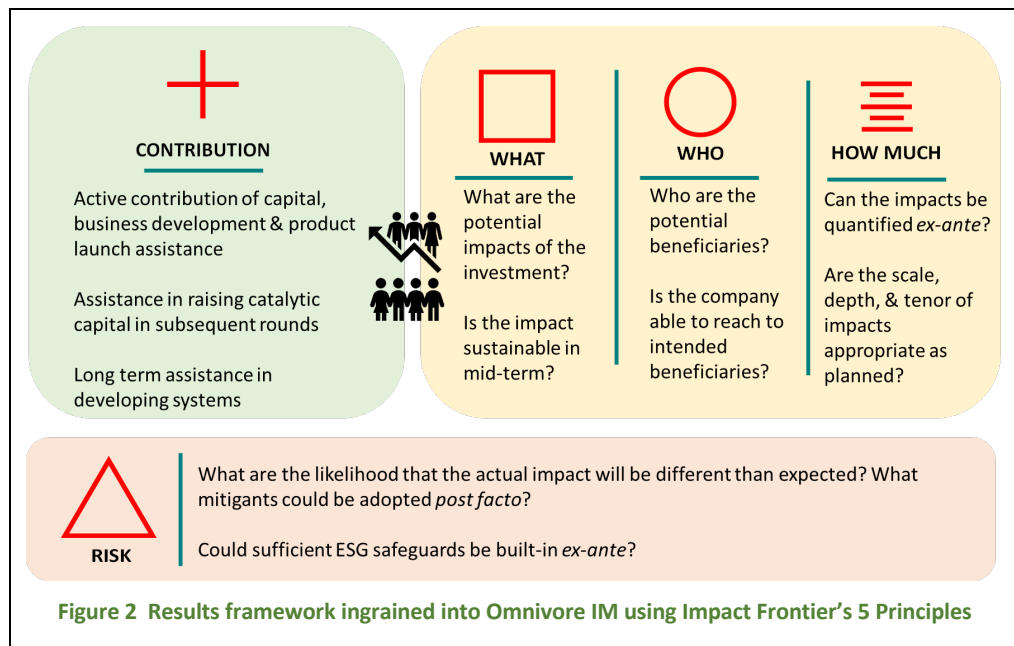 CONTRIBUTION
Active contribution of capital,
business development & product
launch assistance
Assistance in raising catalytic
capital in subsequent rounds
Long term assistance in
developing systems
WHAT
What are the
potential
impacts of the
investment?
Is the impact
sustainable in
mid-term?
WHO
Who are the
potential
beneficiaries?
Is the company
able to reach to
intended
beneficiaries?
HOW MUCH
Can the impacts be
quantified ex-ante?
Are the scale,
depth, & tenor of
impacts
appropriate as
planned?
RISK
What are the likelihood that the actual impact will be different than expected? What
mitigants could be adopted post facto?
Could sufficient ESG safeguards be built-in ex-ante?
Figure 2 Results framework ingrained into Omnivore IM using Impact Frontier’s 5 Principles